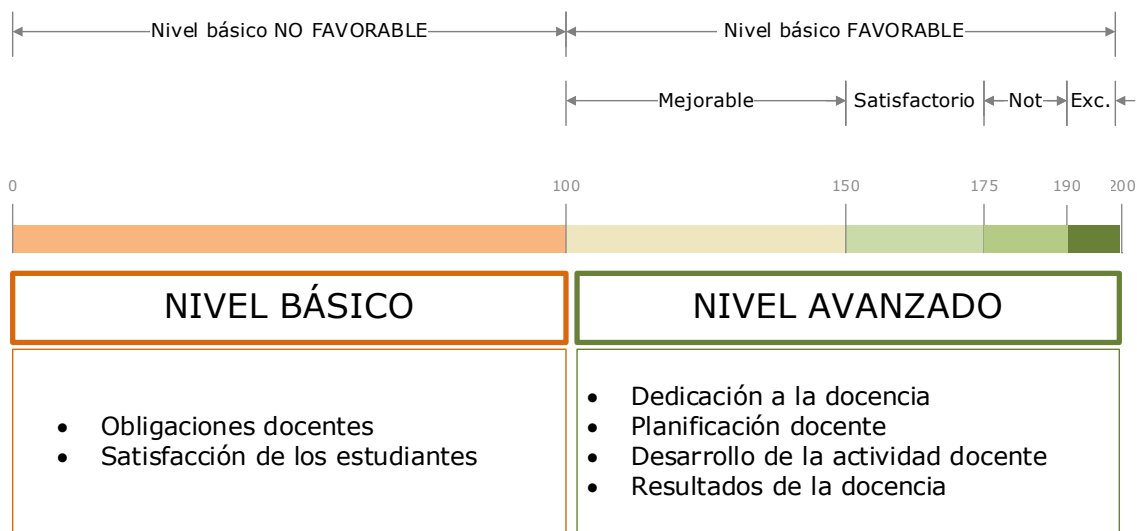 Nivel básico NO FAVORABLE
Nivel básico FAVORABLE
Mejorable
Satisfactorio
Not
Exc.
0
100
150
175
190
200
NIVEL BÁSICO
NIVEL AVANZADO
• Obligaciones docentes
• Satisfacción de los estudiantes
• Dedicación a la docencia
• Planificación docente
• Desarrollo de la actividad docente
• Resultados de la docencia